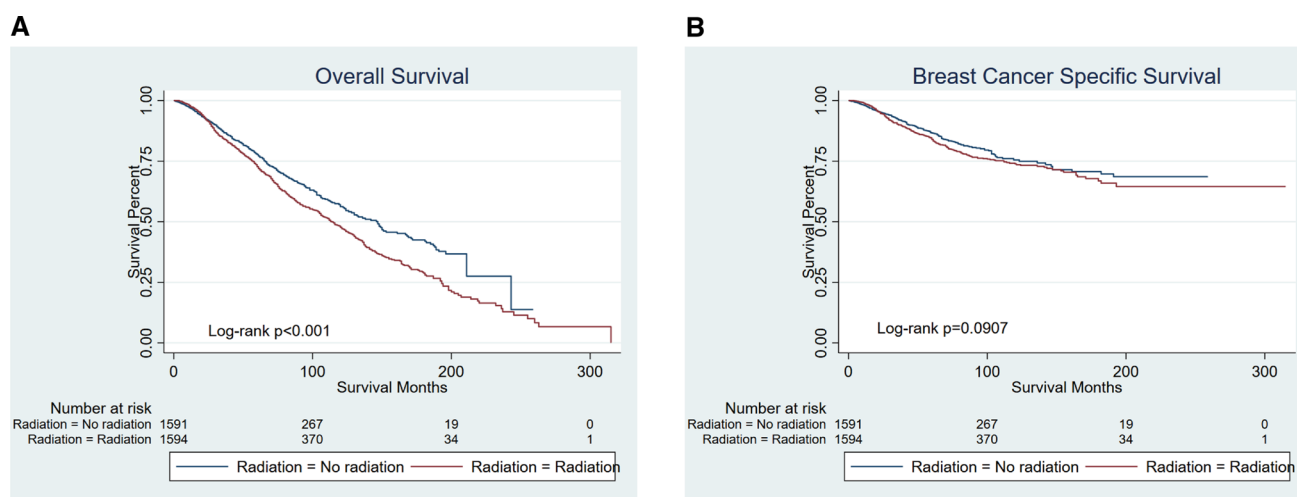 A
Overall Survival
Survival Percent
1.00
0.75
0.50
0.25
0.00
Log-rank p<0.001
0 100 200 300
Survival Months
Number at risk
Radiation = No radiation 1591 267 19 0
Radiation = Radiation 1594 370 34 1
Radiation = No radiation Radiation = Radiation
B
Breast Cancer Specific Survival
Survival Percent
1.00
0.75
0.50
0.25
0.00
Log-rank p=0.0907
0 100 200 300
Survival Months
Number at risk
Radiation = No radiation 1591 267 19 0
Radiation = Radiation 1594 370 34 1
Radiation = No radiation Radiation = Radiation